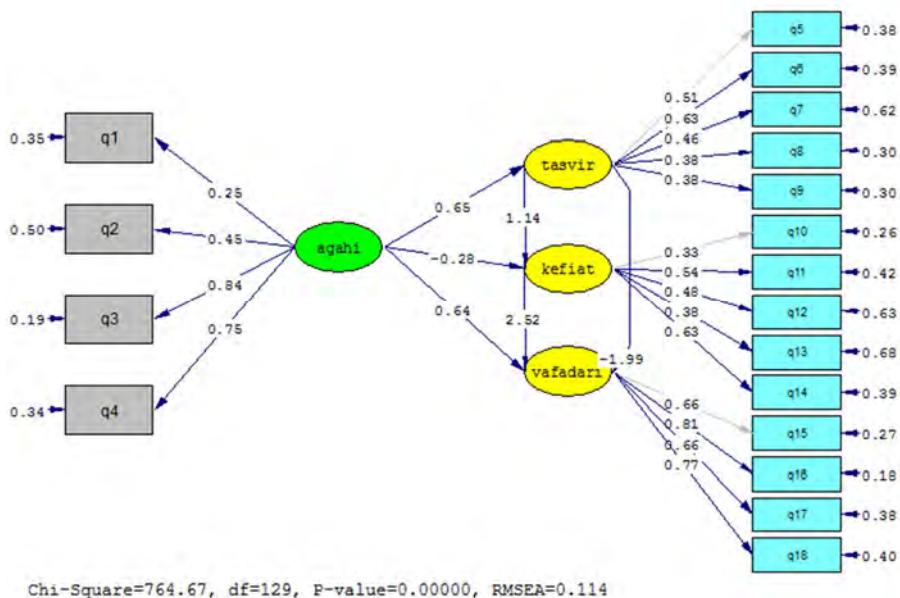 0.35 q1
0.50 q2
0.19 q3
0.34 q4
0.25
0.45
0.84
0.75
agahi
0.65
-0.28
0.64
tasvir
1.14
kefiat
2.52
vafadari
-1.99
0.51
0.63
0.46
0.38
0.38
0.33
0.54
0.48
0.38
0.63
0.66
0.81
0.66
0.77
q5 0.38
q6 0.39
q7 0.62
q8 0.30
q9 0.30
q10 0.26
q11 0.42
q12 0.63
q13 0.68
q14 0.39
q15 0.27
q16 0.18
q17 0.38
q18 0.40
Chi-Square=764.67, df=129, P-value=0.00000, RMSEA=0.114